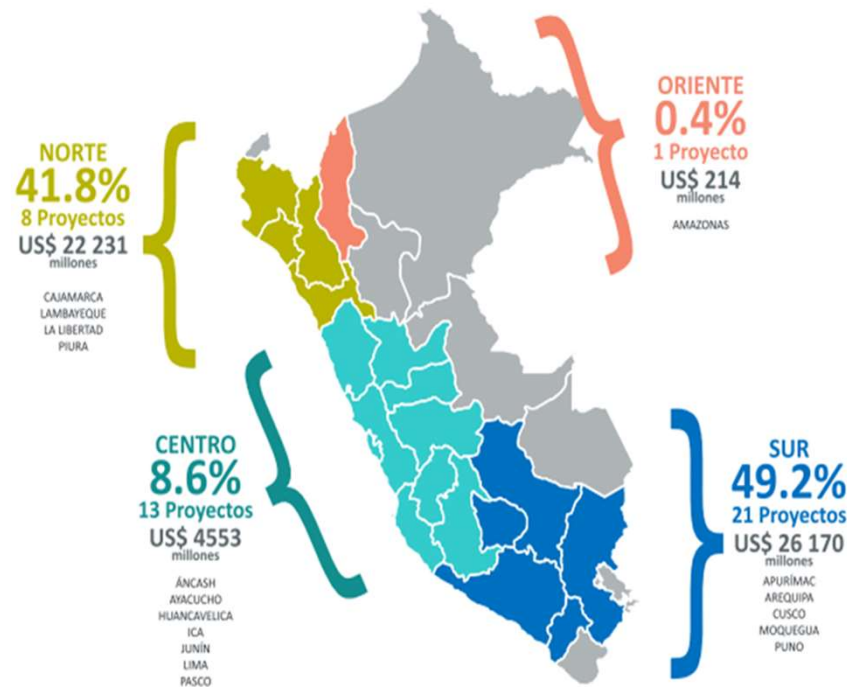 ORIENTE
0.4%
1 Proyecto
US$ 214
millones
AMAZONAS
NORTE
41.8%
8 Proyectos
US$ 22 231
millones
CAJAMARCA
LAMBAYEQUE
LA LIBERTAD
PIURA
CENTRO
8.6%
13 Proyectos
US$ 4553
millones
ÁNCASH
AYACUCHO
HUANCAVELICA
ICA
JUNÍN
LIMA
PASCO
SUR
49.2%
21 Proyectos
US$ 26 170
millones
APURÍMAC
AREQUIPA
CUSCO
MOQUEGUA
PUNO